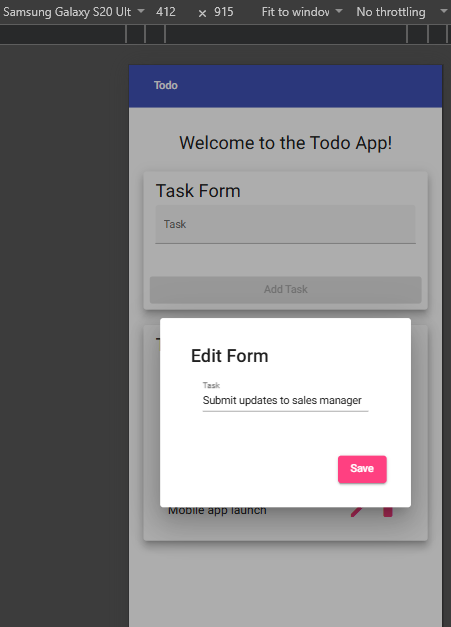 Samsung Galaxy S20 Ult 412 × 915 Fit to window No throttling
Todo
Welcome to the Todo App!
Task Form
Task
Add Task
Edit Form
Task
Submit updates to sales manager
Save
Mobile app launch